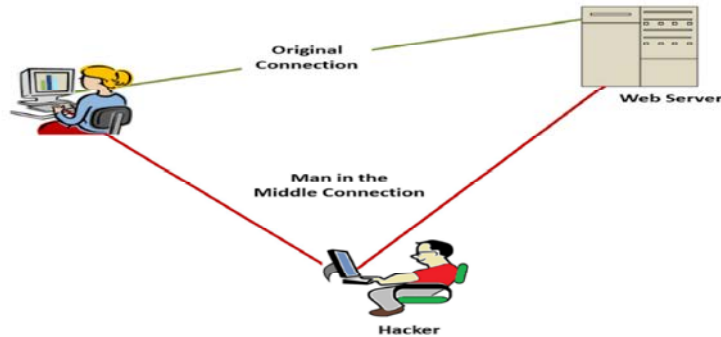 Original
Connection
Web Server
Man in the
Middle Connection
Hacker